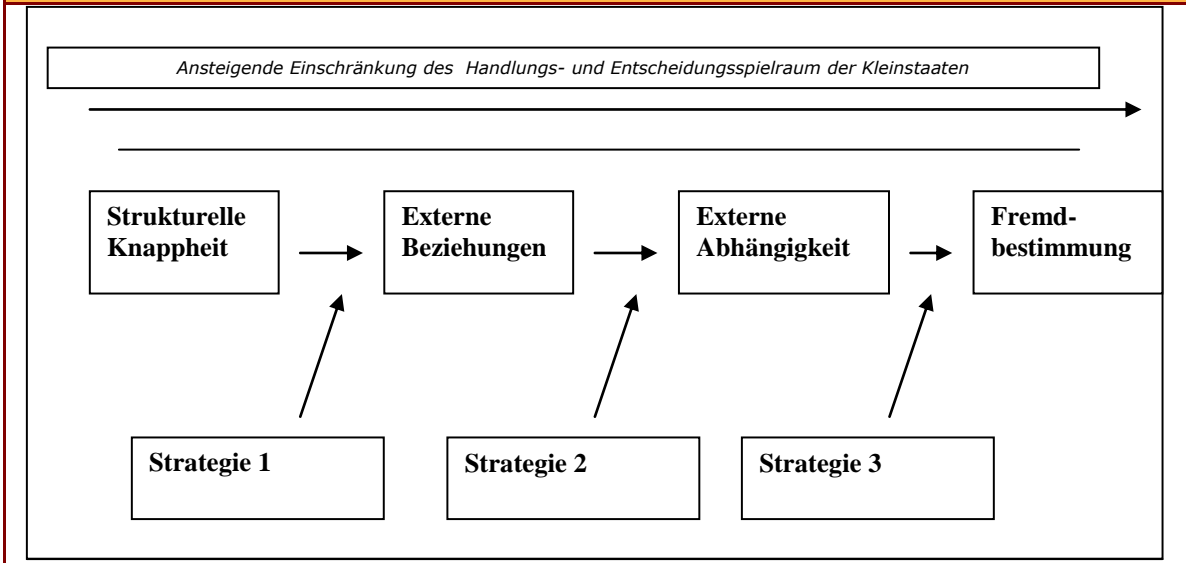 Ansteigende Einschränkung des Handlungs- und Entscheidungsspielraum der Kleinstaaten
Strukturelle
Knappheit
Externe
Beziehungen
Externe
Abhängigkeit
Fremd-
bestimmung
Strategie 1
Strategie 2
Strategie 3